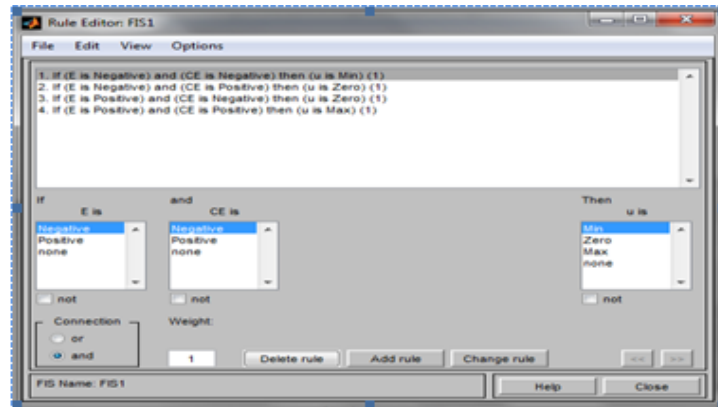 Rule Editor: FIS1
File Edit View Options
1. If (E is Negative) and (CE is Negative) then (u is Min) (1)
2. If (E is Negative) and (CE is Positive) then (u is Zero) (1)
3. If (E is Positive) and (CE is Negative) then (u is Zero) (1)
4. If (E is Positive) and (CE is Positive) then (u is Max) (1)
If and Then
E is CE is u is
Negative Negative Min
Positive Positive Zero
none none Max
none
not not not
Connection Weight:
or
and 1 Delete rule Add rule Change rule << >>
FIS Name: FIS1 Help Close